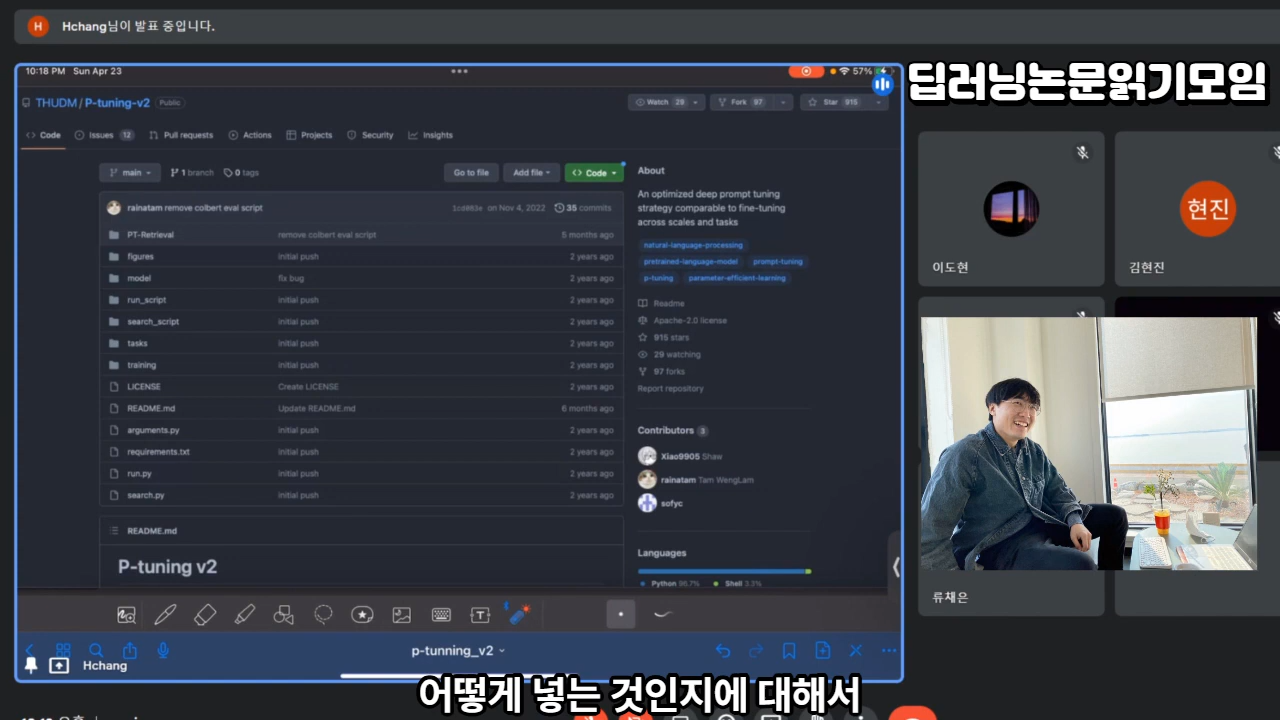 H Hchang님이 발표 중입니다.
10:18 PM Sun Apr 23
57%
딥러닝논문읽기모임
THUDM / P-tuning-v2 Public
Watch 29 Fork 97 Star 915
Code Issues 12 Pull requests Actions Projects Security Insights
main 1 branch 0 tags Go to file Add file Code
rainatam remove colbert eval script on Nov 4, 2022 35 commits
PT-Retrieval remove colbert eval script 5 months ago
figures initial push 2 years ago
model fix bug 2 years ago
run_script initial push 2 years ago
search_script initial push 2 years ago
tasks initial push 2 years ago
training initial push 2 years ago
LICENSE Create LICENSE 2 years ago
README.md Update README.md 6 months ago
arguments.py initial push 2 years ago
requirements.txt initial push 2 years ago
run.py initial push 2 years ago
search.py initial push 2 years ago
README.md
P-tuning v2
About
An optimized deep prompt tuning
strategy comparable to fine-tuning
across scales and tasks
natural-language-processing
pretrained-language-model prompt-tuning
p-tuning parameter-efficient-learning
Readme
Apache-2.0 license
915 stars
29 watching
97 forks
Report repository
Contributors 3
Xiao9905 Shaw
rainatam Tam WengLam
sofyc
Languages
Python 96.7% Shell 3.3%
이도현
현진
김현진
류채은
p-tunning_v2
Hchang
어떻게 넣는 것인지에 대해서